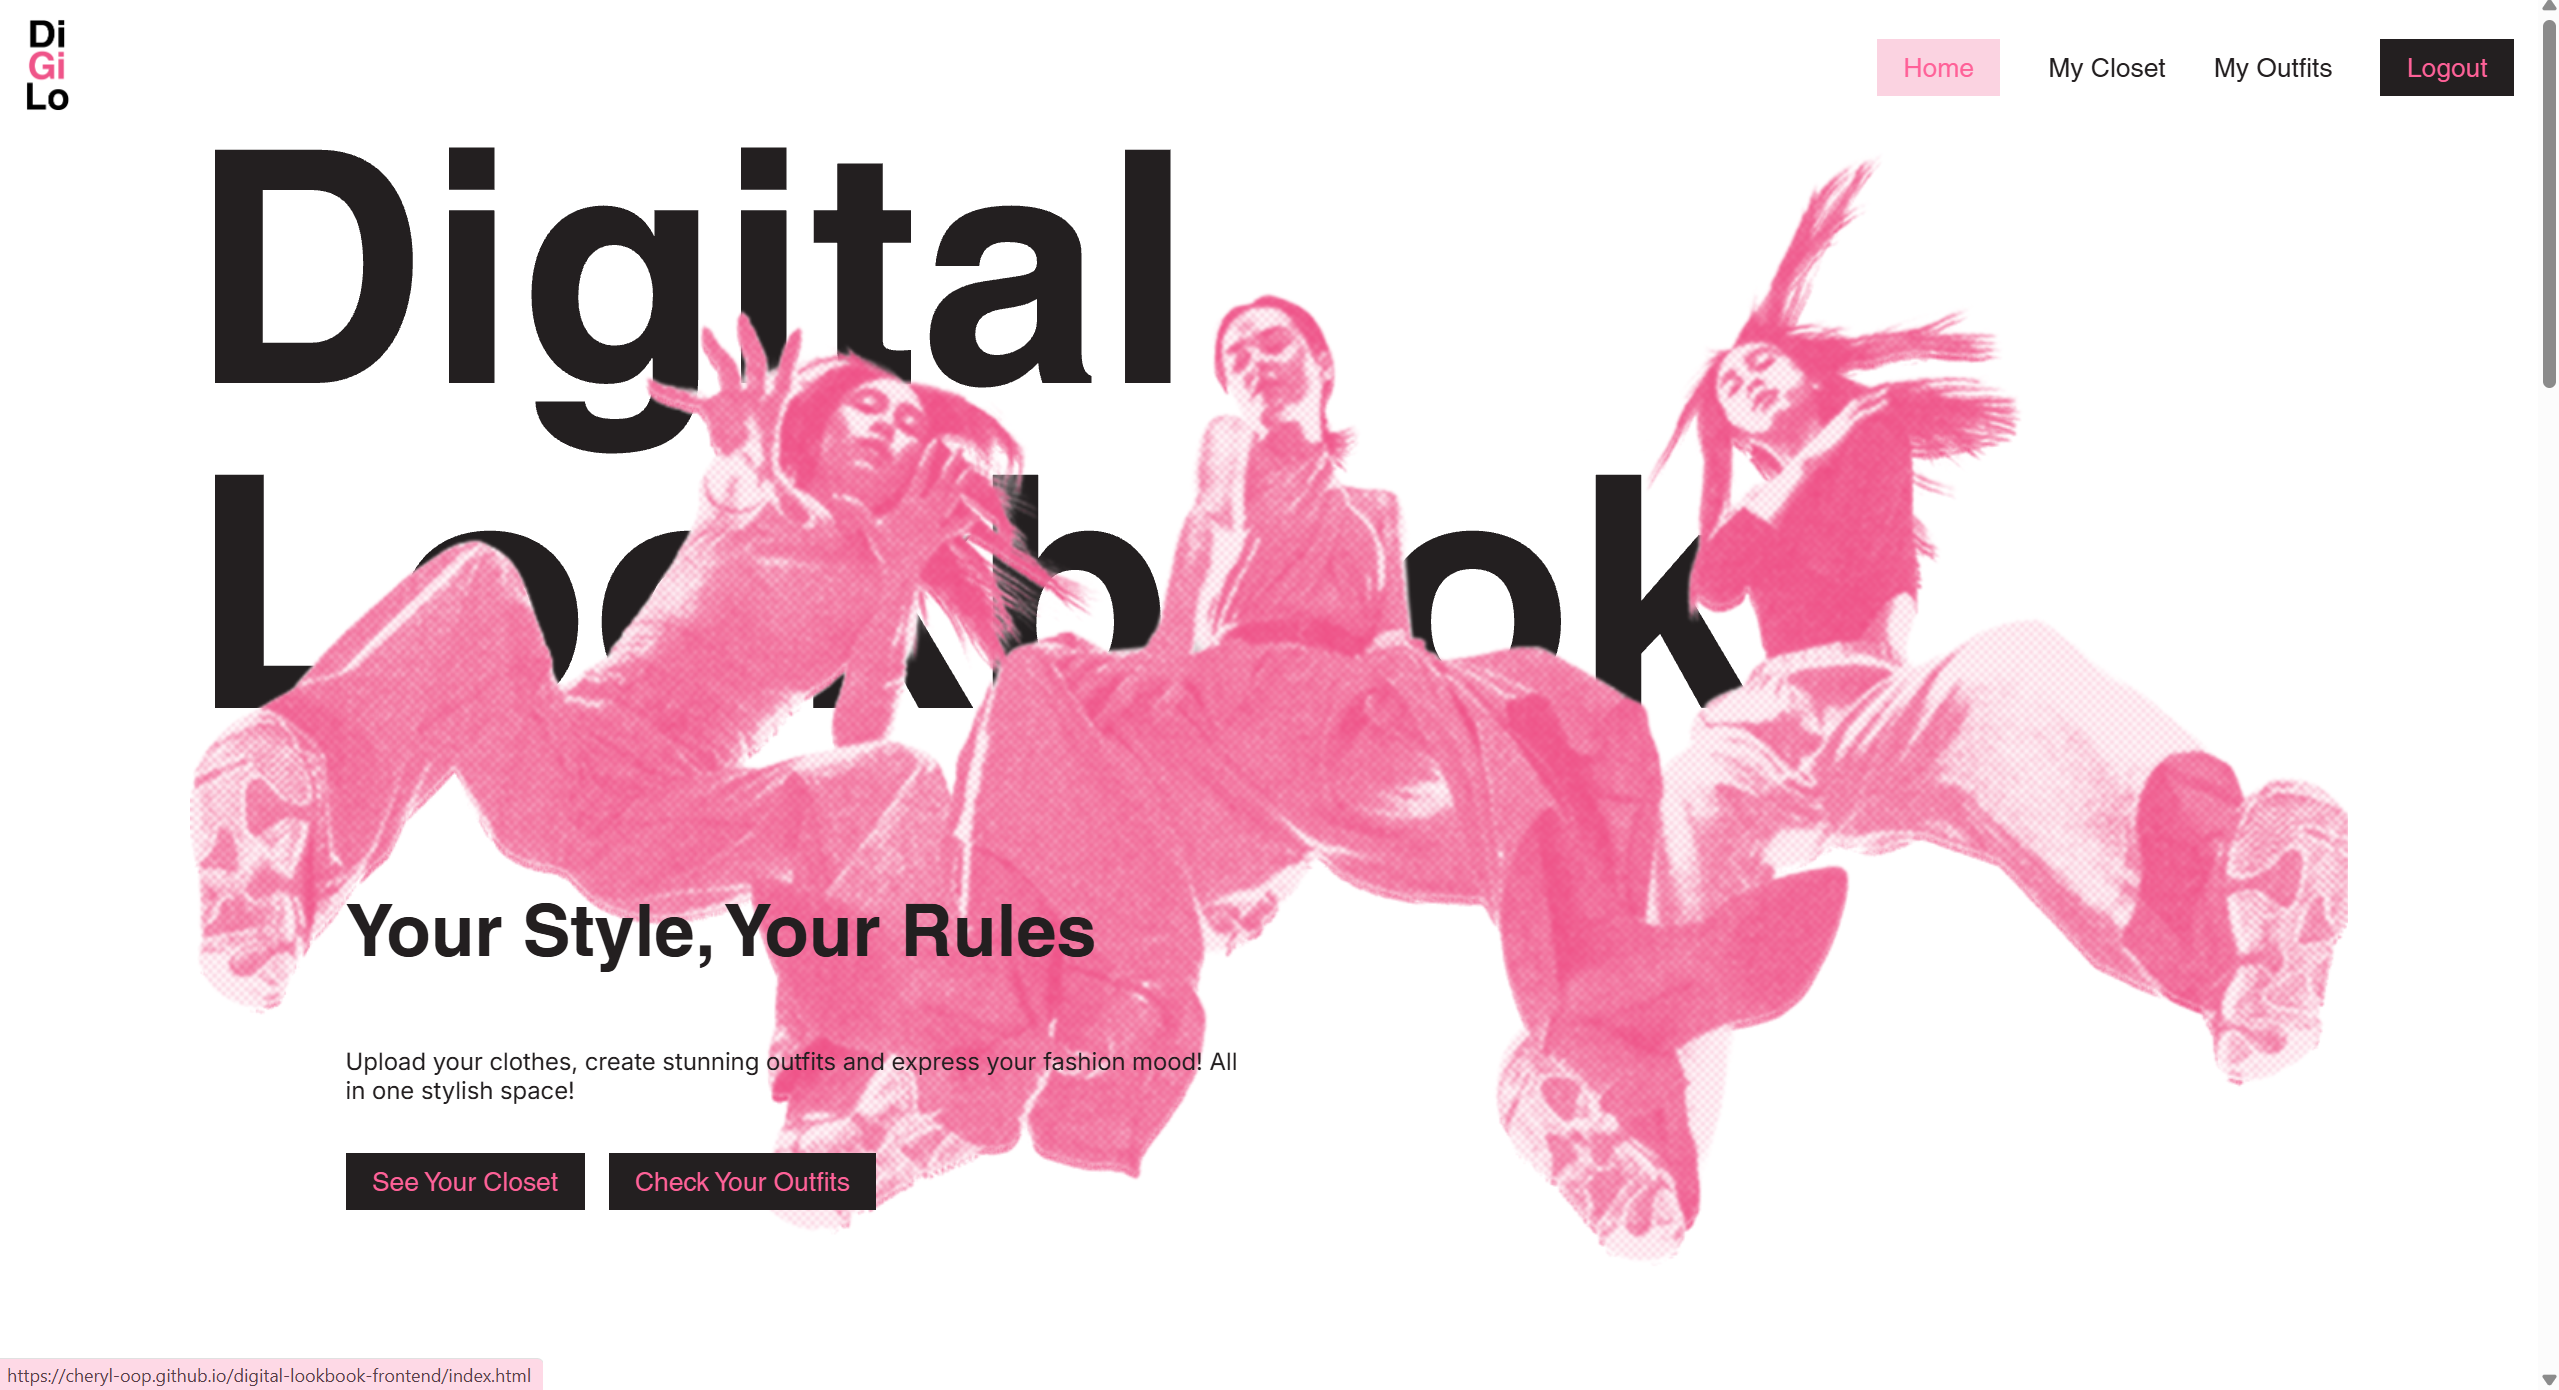 Di
Gi
Lo
Home
My Closet
My Outfits
Logout
Digital
Lookbook
Your Style, Your Rules
Upload your clothes, create stunning outfits and express your fashion mood! All
in one stylish space!
See Your Closet
Check Your Outfits
https://cheryl-oop.github.io/digital-lookbook-frontend/index.html